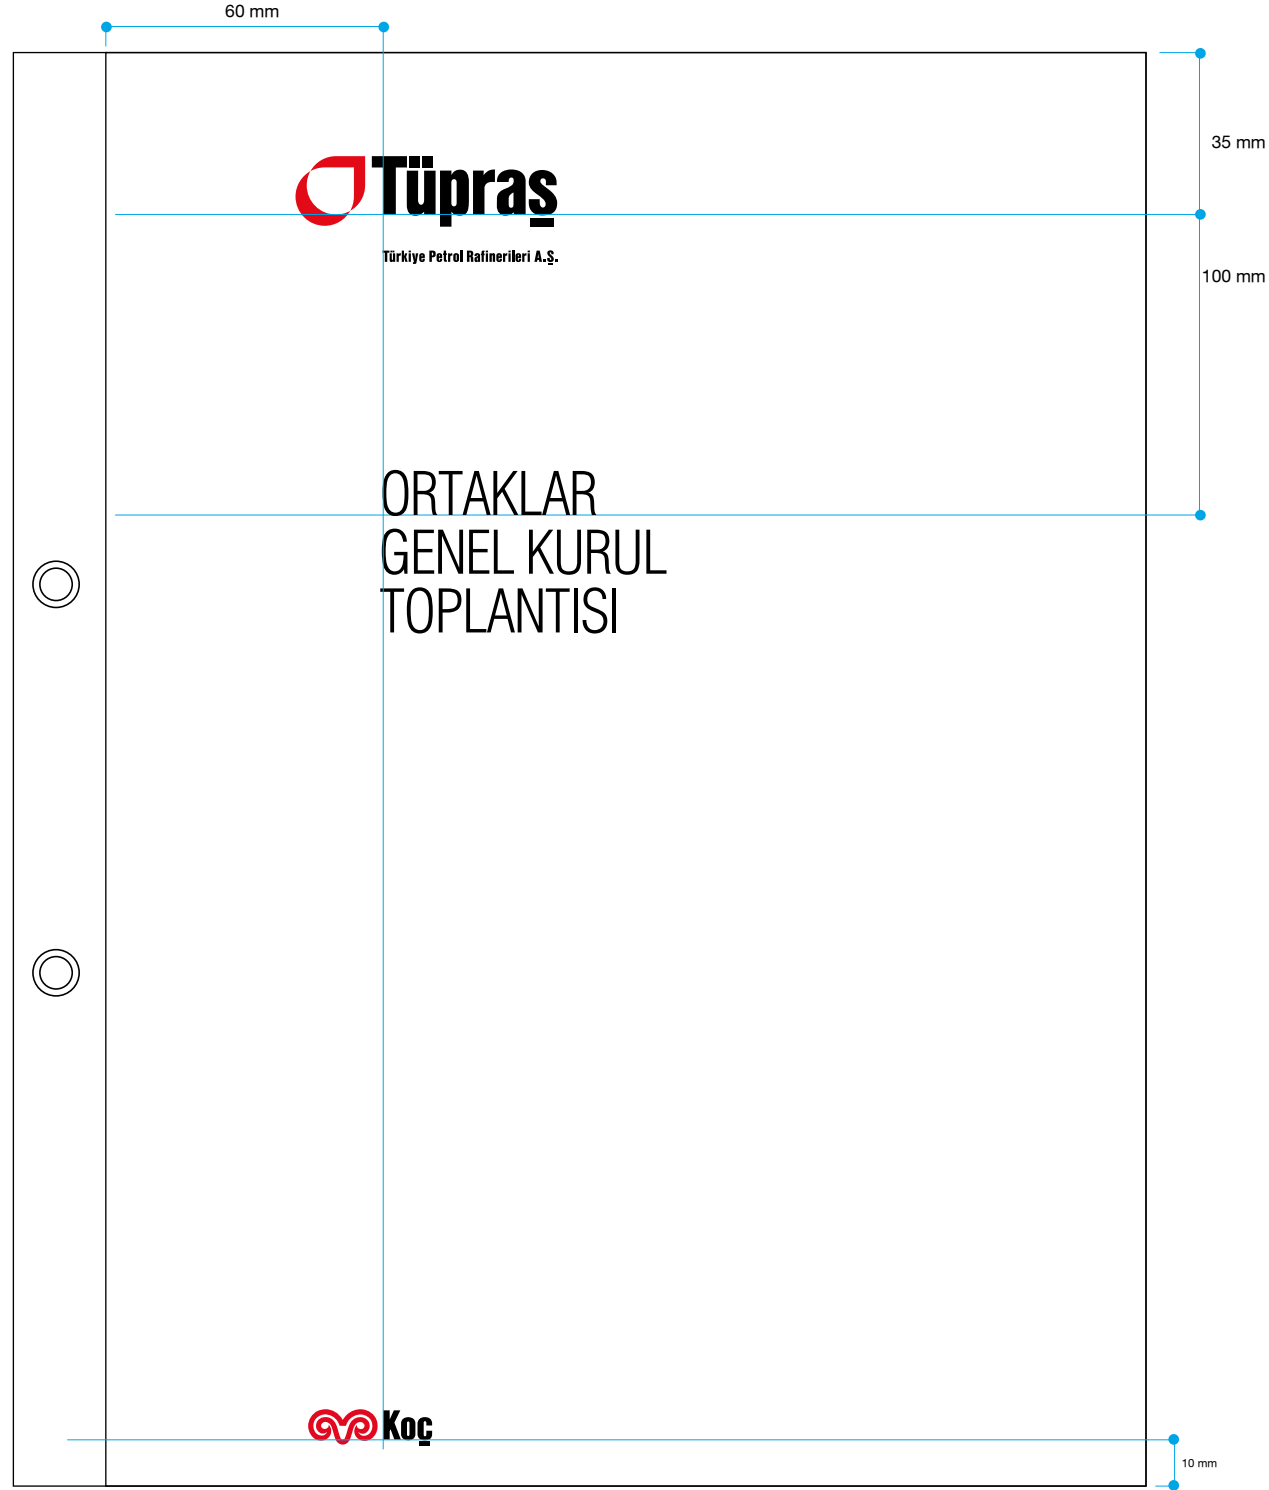 60 mm
35 mm
Tüpraş
Türkiye Petrol Rafinerileri A.Ş.
100 mm
ORTAKLAR
GENEL KURUL
TOPLANTISI
Koç
10 mm